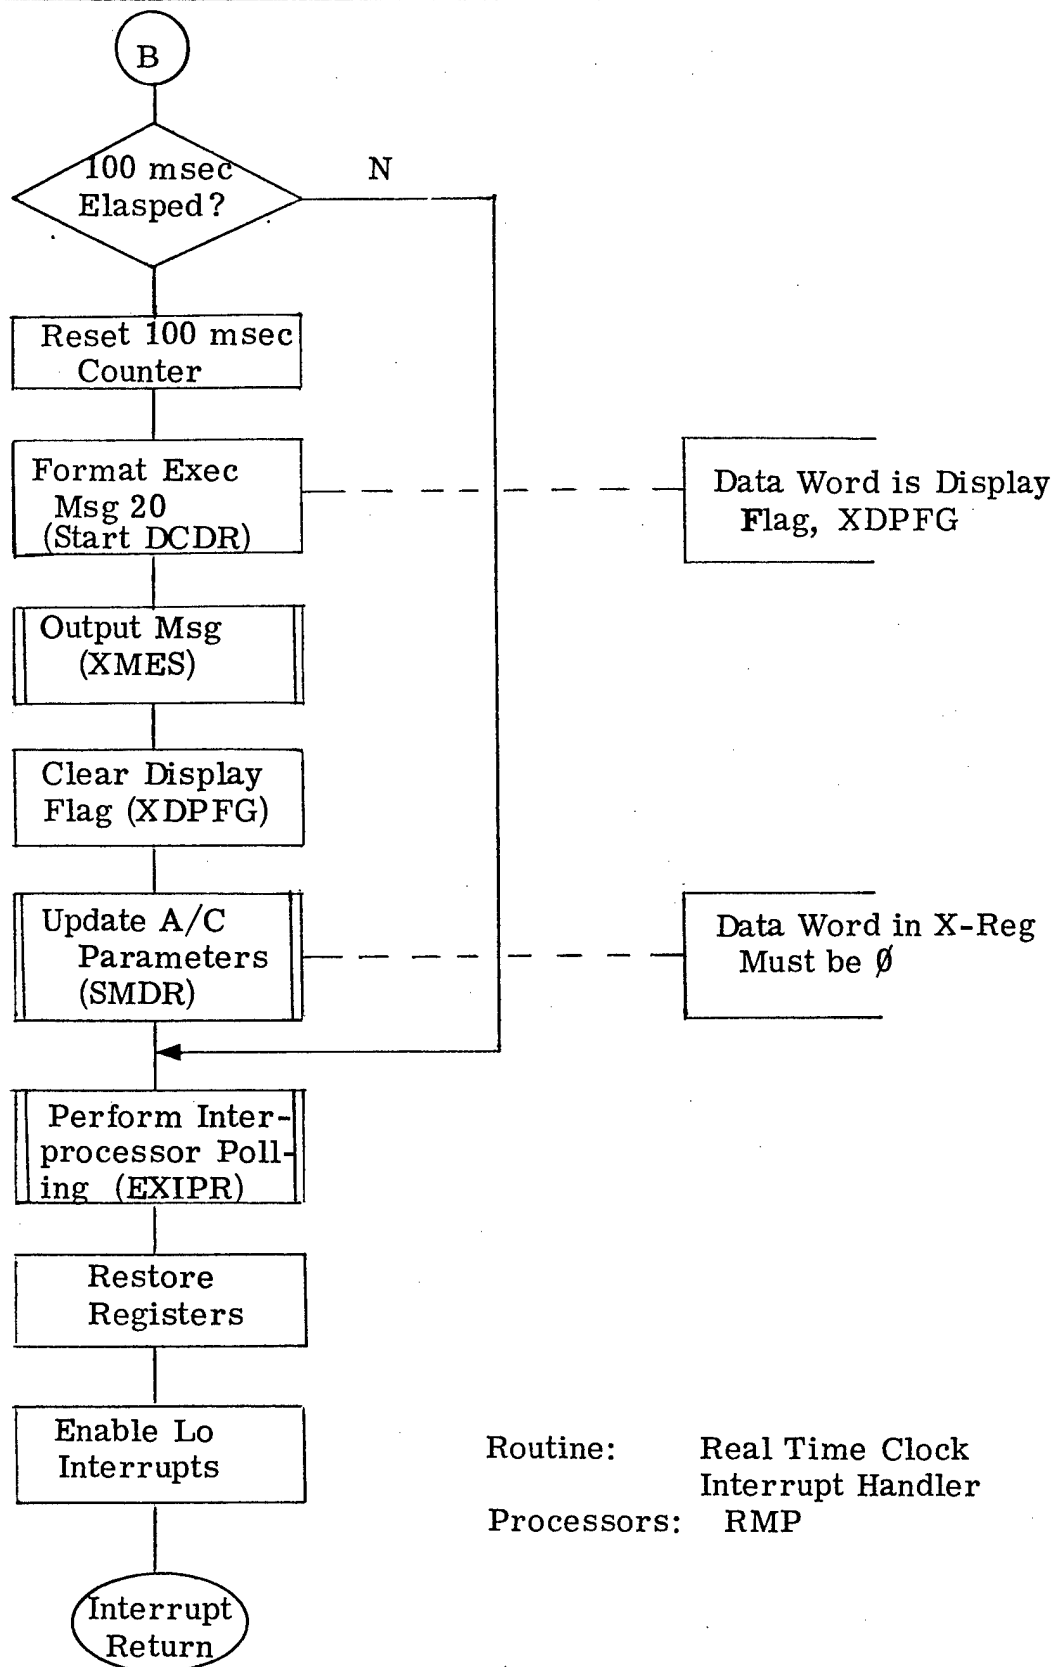 B
100 msec
Elasped?
N
Reset 100 msec
Counter
Format Exec
Msg 20
(Start DCDR)
Data Word is Display
Flag, XDPFG
Output Msg
(XMES)
Clear Display
Flag (XDPFG)
Update A/C
Parameters
(SMDR)
Data Word in X-Reg
Must be Ø
Perform Inter-
processor Poll-
ing (EXIPR)
Restore
Registers
Enable Lo
Interrupts
Routine: Real Time Clock
Interrupt Handler
Processors: RMP
Interrupt
Return